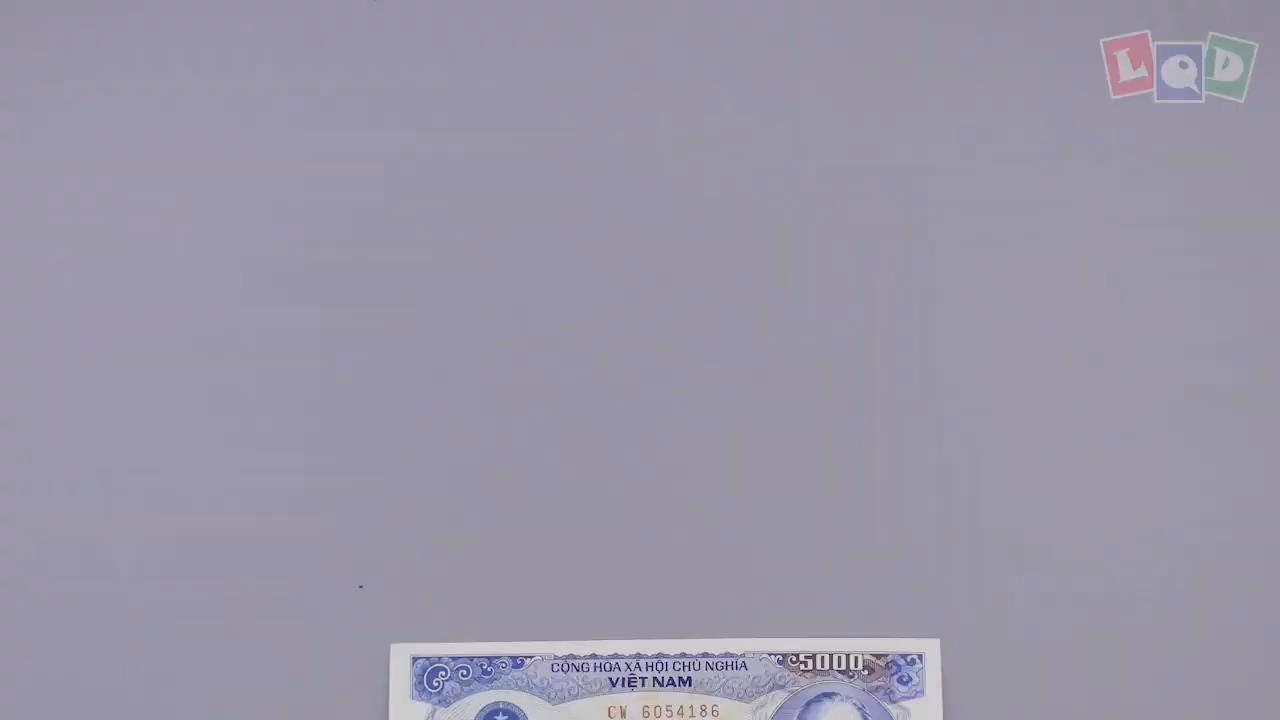 LQD
CỘNG HÒA XÃ HỘI CHỦ NGHĨA
5000
VIỆT NAM
CW 6054186